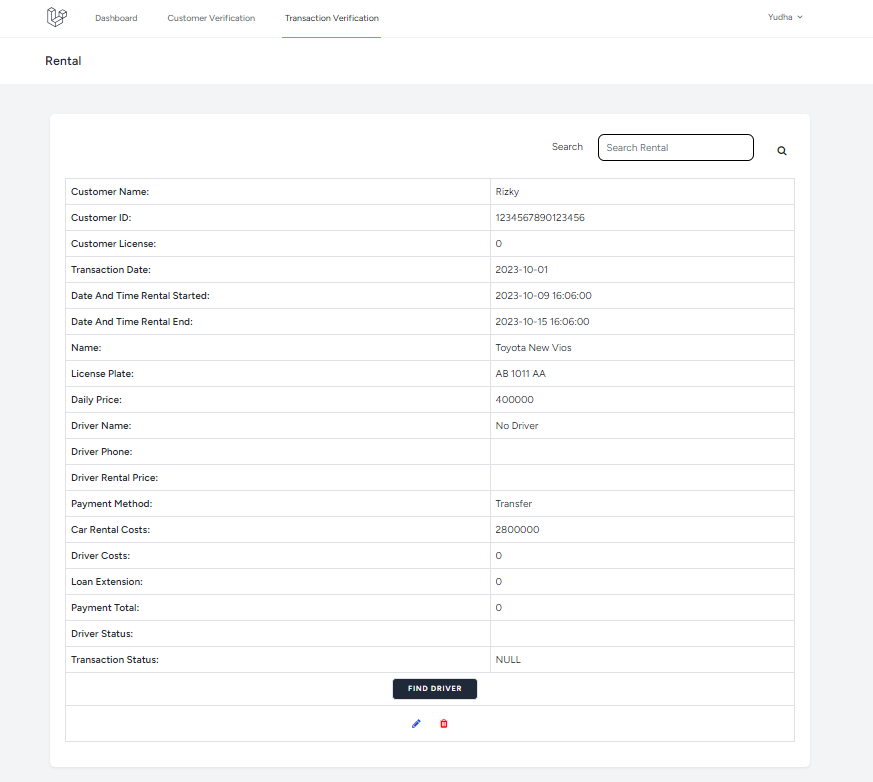 Dashboard Customer Verification Transaction Verification Yudha
Rental
Search Search Rental
Customer Name: Rizky
Customer ID: 1234567890123456
Customer License: 0
Transaction Date: 2023-10-01
Date And Time Rental Started: 2023-10-09 16:06:00
Date And Time Rental End: 2023-10-15 16:06:00
Name: Toyota New Vios
License Plate: AB 1011 AA
Daily Price: 400000
Driver Name: No Driver
Driver Phone:
Driver Rental Price:
Payment Method: Transfer
Car Rental Costs: 2800000
Driver Costs: 0
Loan Extension: 0
Payment Total: 0
Driver Status:
Transaction Status: NULL
FIND DRIVER